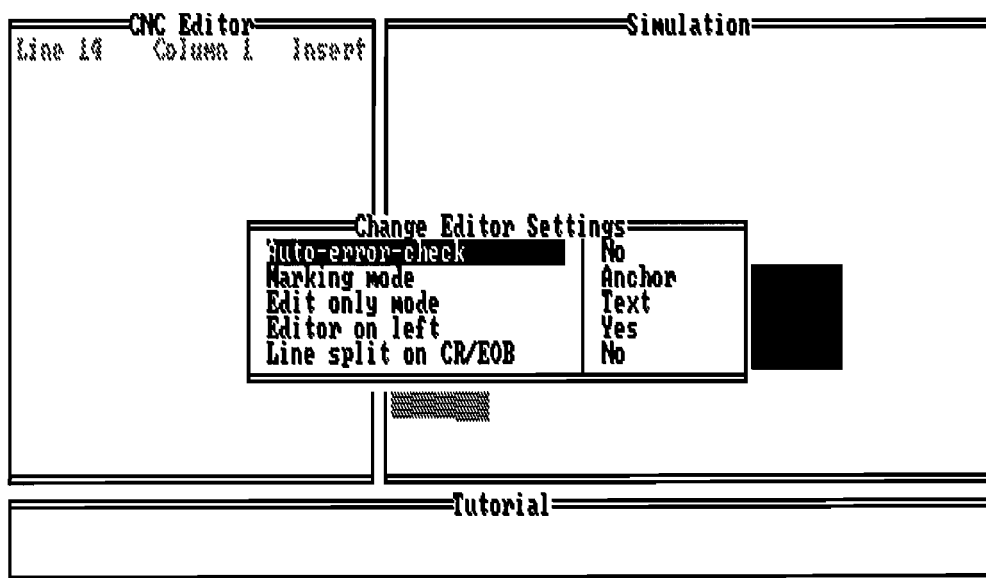 CNC Editor
Simulation
Line 19 Column 1 Insert
Change Editor Settings
Auto-error-check No
Marking mode Anchor
Edit only mode Text
Editor on left Yes
Line split on CR/EOB No
Tutorial